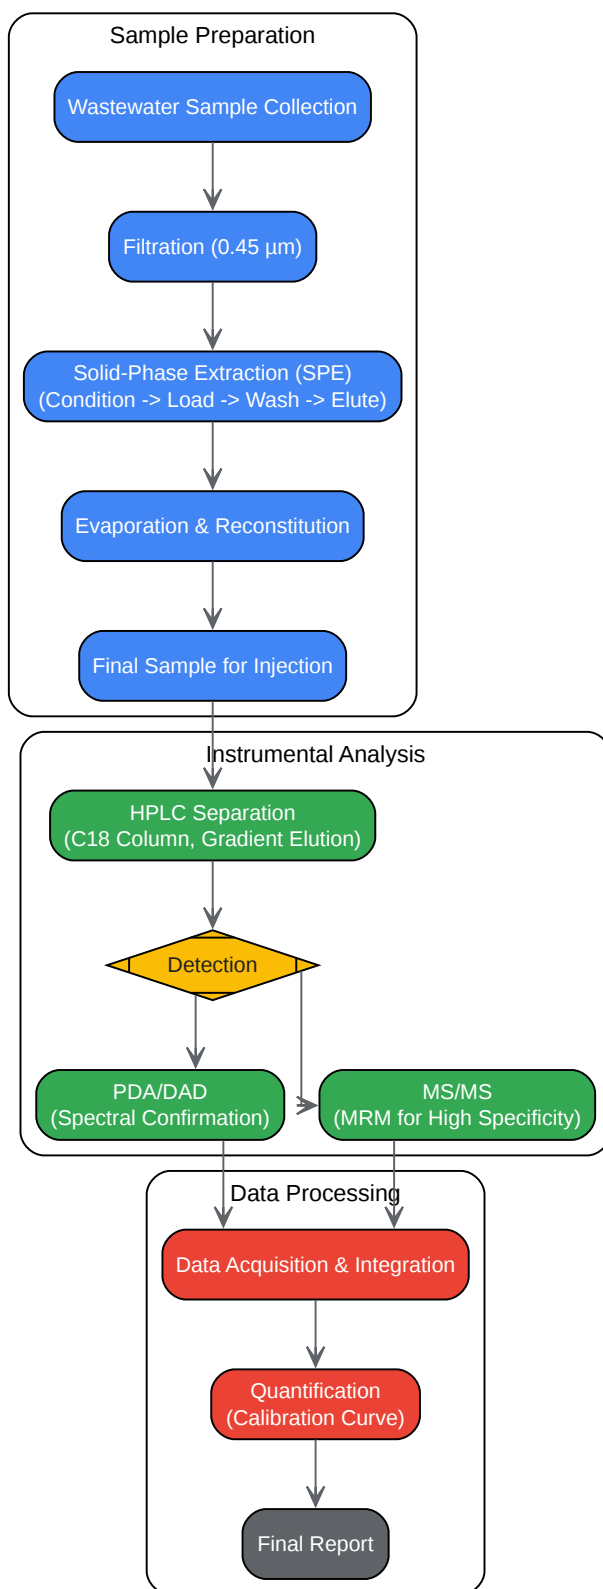 Sample Preparation
Wastewater Sample Collection
Filtration (0.45 µm)
Solid-Phase Extraction (SPE)
(Condition -> Load -> Wash -> Elute)
Evaporation & Reconstitution
Final Sample for Injection
Instrumental Analysis
HPLC Separation
(C18 Column, Gradient Elution)
Detection
PDA/DAD
(Spectral Confirmation)
MS/MS
(MRM for High Specificity)
Data Processing
Data Acquisition & Integration
Quantification
(Calibration Curve)
Final Report